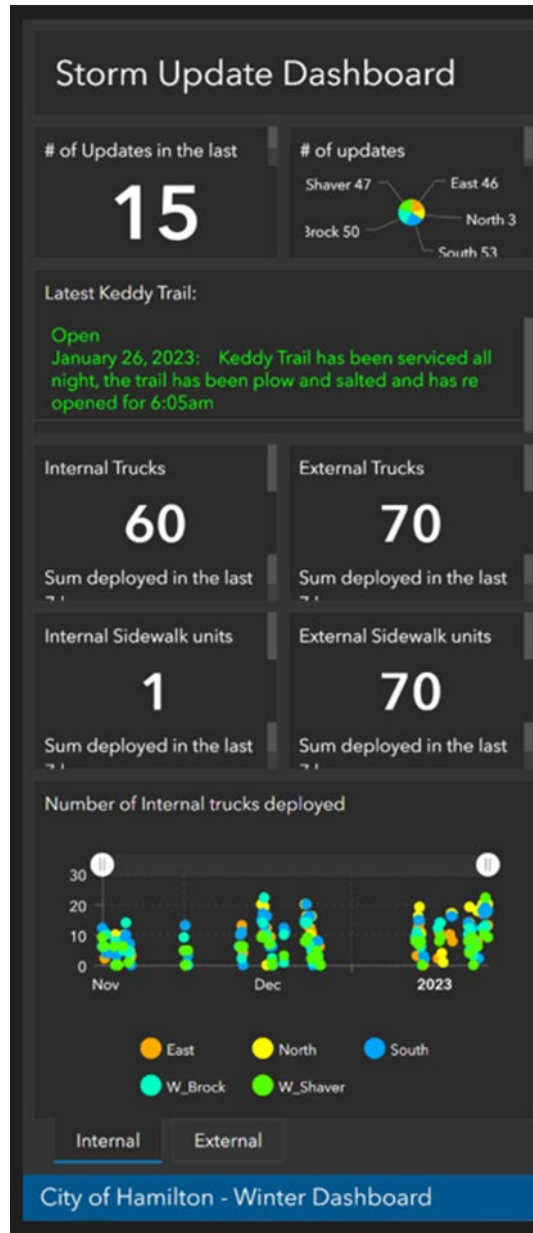 Storm Update Dashboard
# of Updates in the last
15
# of updates
Shaver 47
East 46
North 3
Brock 50
South 53
Latest Keddy Trail:
Open
January 26, 2023: Keddy Trail has been serviced all
night, the trail has been plow and salted and has re
opened for 6:05am
Internal Trucks
60
Sum deployed in the last
External Trucks
70
Sum deployed in the last
Internal Sidewalk units
1
Sum deployed in the last
External Sidewalk units
70
Sum deployed in the last
Number of Internal trucks deployed
30
20
10
0
Nov
Dec
2023
East
North
South
W_Brock
W_Shaver
Internal
External
City of Hamilton - Winter Dashboard